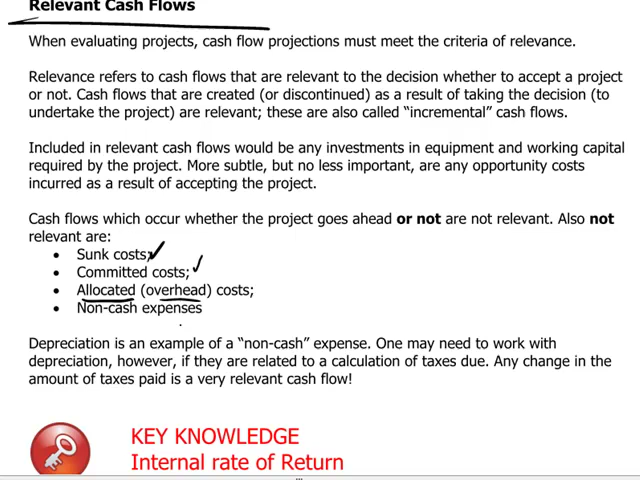 Relevant Cash Flows
When evaluating projects, cash flow projections must meet the criteria of relevance.
Relevance refers to cash flows that are relevant to the decision whether to accept a project
or not. Cash flows that are created (or discontinued) as a result of taking the decision (to
undertake the project) are relevant; these are also called “incremental” cash flows.
Included in relevant cash flows would be any investments in equipment and working capital
required by the project. More subtle, but no less important, are any opportunity costs
incurred as a result of accepting the project.
Cash flows which occur whether the project goes ahead or not are not relevant. Also not
relevant are:
• Sunk costs;
• Committed costs;
• Allocated (overhead) costs;
• Non-cash expenses
Depreciation is an example of a “non-cash” expense. One may need to work with
depreciation, however, if they are related to a calculation of taxes due. Any change in the
amount of taxes paid is a very relevant cash flow!
KEY KNOWLEDGE
Internal rate of Return